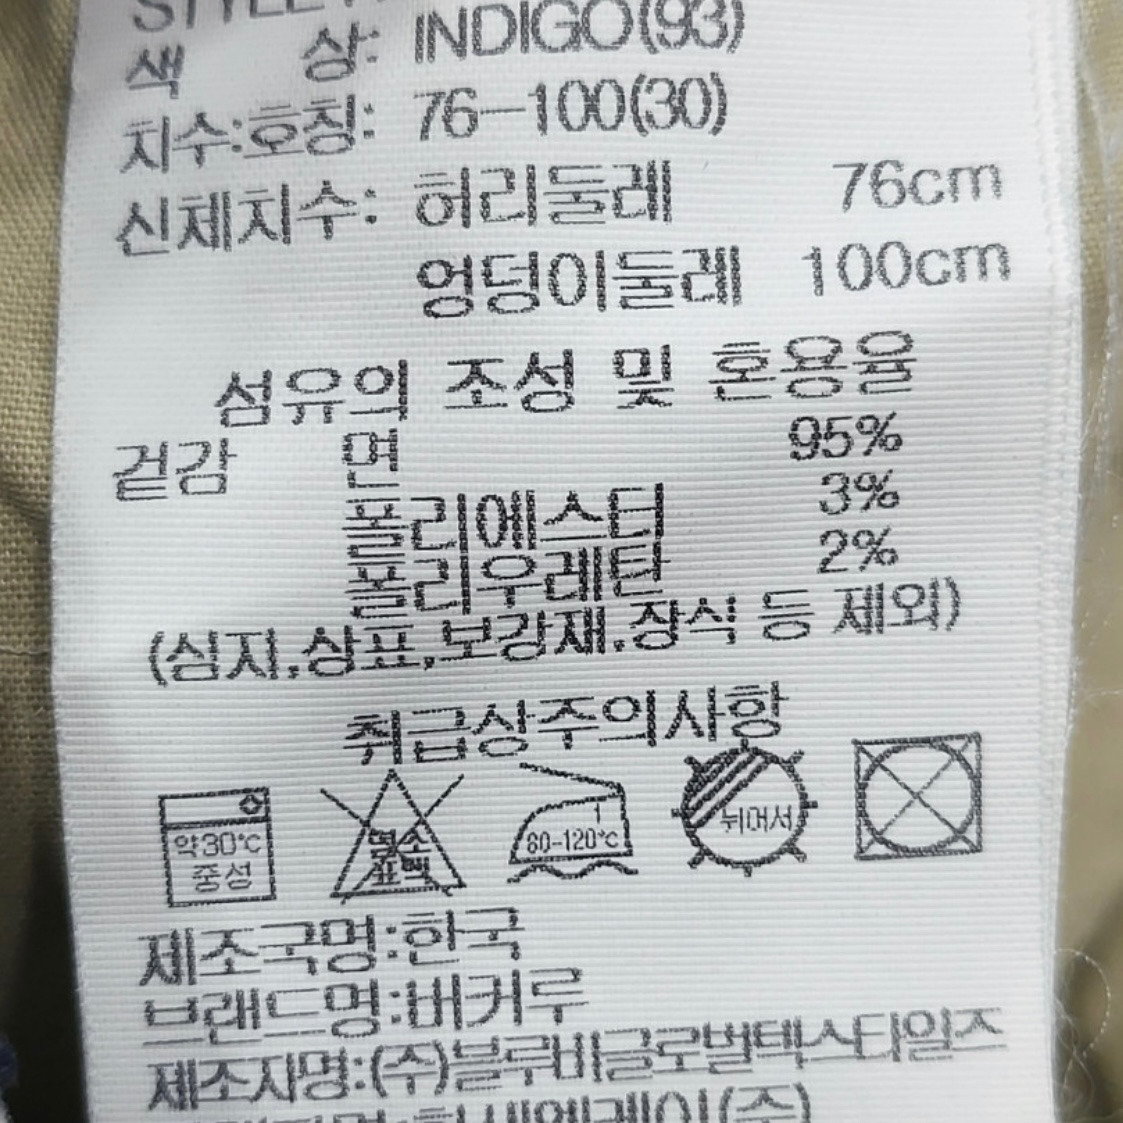 색 상: INDIGO(93)
치수:호칭: 76-100(30)
신체치수: 허리둘레 76cm
엉덩이둘레 100cm
섬유의 조성 및 혼용율
겉감 면 95%
폴리에스터 3%
폴리우레탄 2%
(심지,상표,보강재,장식 등 제외)
취급상주의사항
약30℃ 중성
염소 표백
1 80-120℃
뉘어서
제조국명:한국
브랜드명:버커루
제조자명:(주)블루비글로벌텍스타일즈